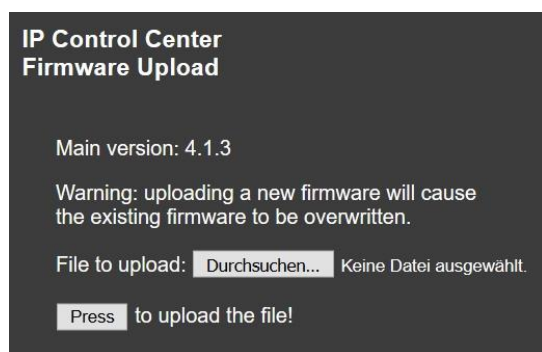 IP Control Center
Firmware Upload
Main version: 4.1.3
Warning: uploading a new firmware will cause
the existing firmware to be overwritten.
File to upload: Durchsuchen... Keine Datei ausgewählt.
Press to upload the file!